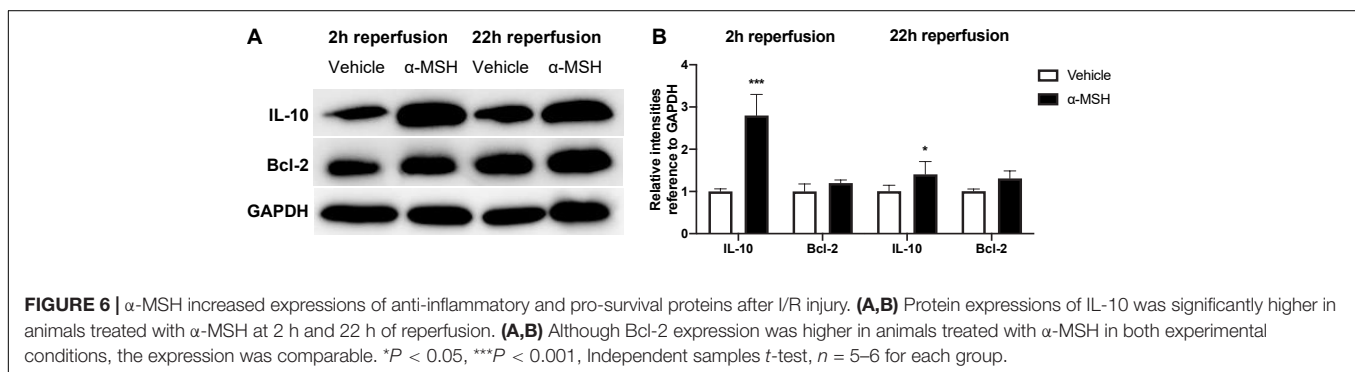 A
2h reperfusion 22h reperfusion
Vehicle α-MSH Vehicle α-MSH
IL-10
Bcl-2
GAPDH
B
2h reperfusion 22h reperfusion
Relative intensities
reference to GAPDH
4
3
2
1
0
***
*
IL-10 Bcl-2 IL-10 Bcl-2
Vehicle
α-MSH
FIGURE 6 | α-MSH increased expressions of anti-inflammatory and pro-survival proteins after I/R injury. (A,B) Protein expressions of IL-10 was significantly higher in
animals treated with α-MSH at 2 h and 22 h of reperfusion. (A,B) Although Bcl-2 expression was higher in animals treated with α-MSH in both experimental
conditions, the expression was comparable. *P < 0.05, ***P < 0.001, Independent samples t-test, n = 5–6 for each group.